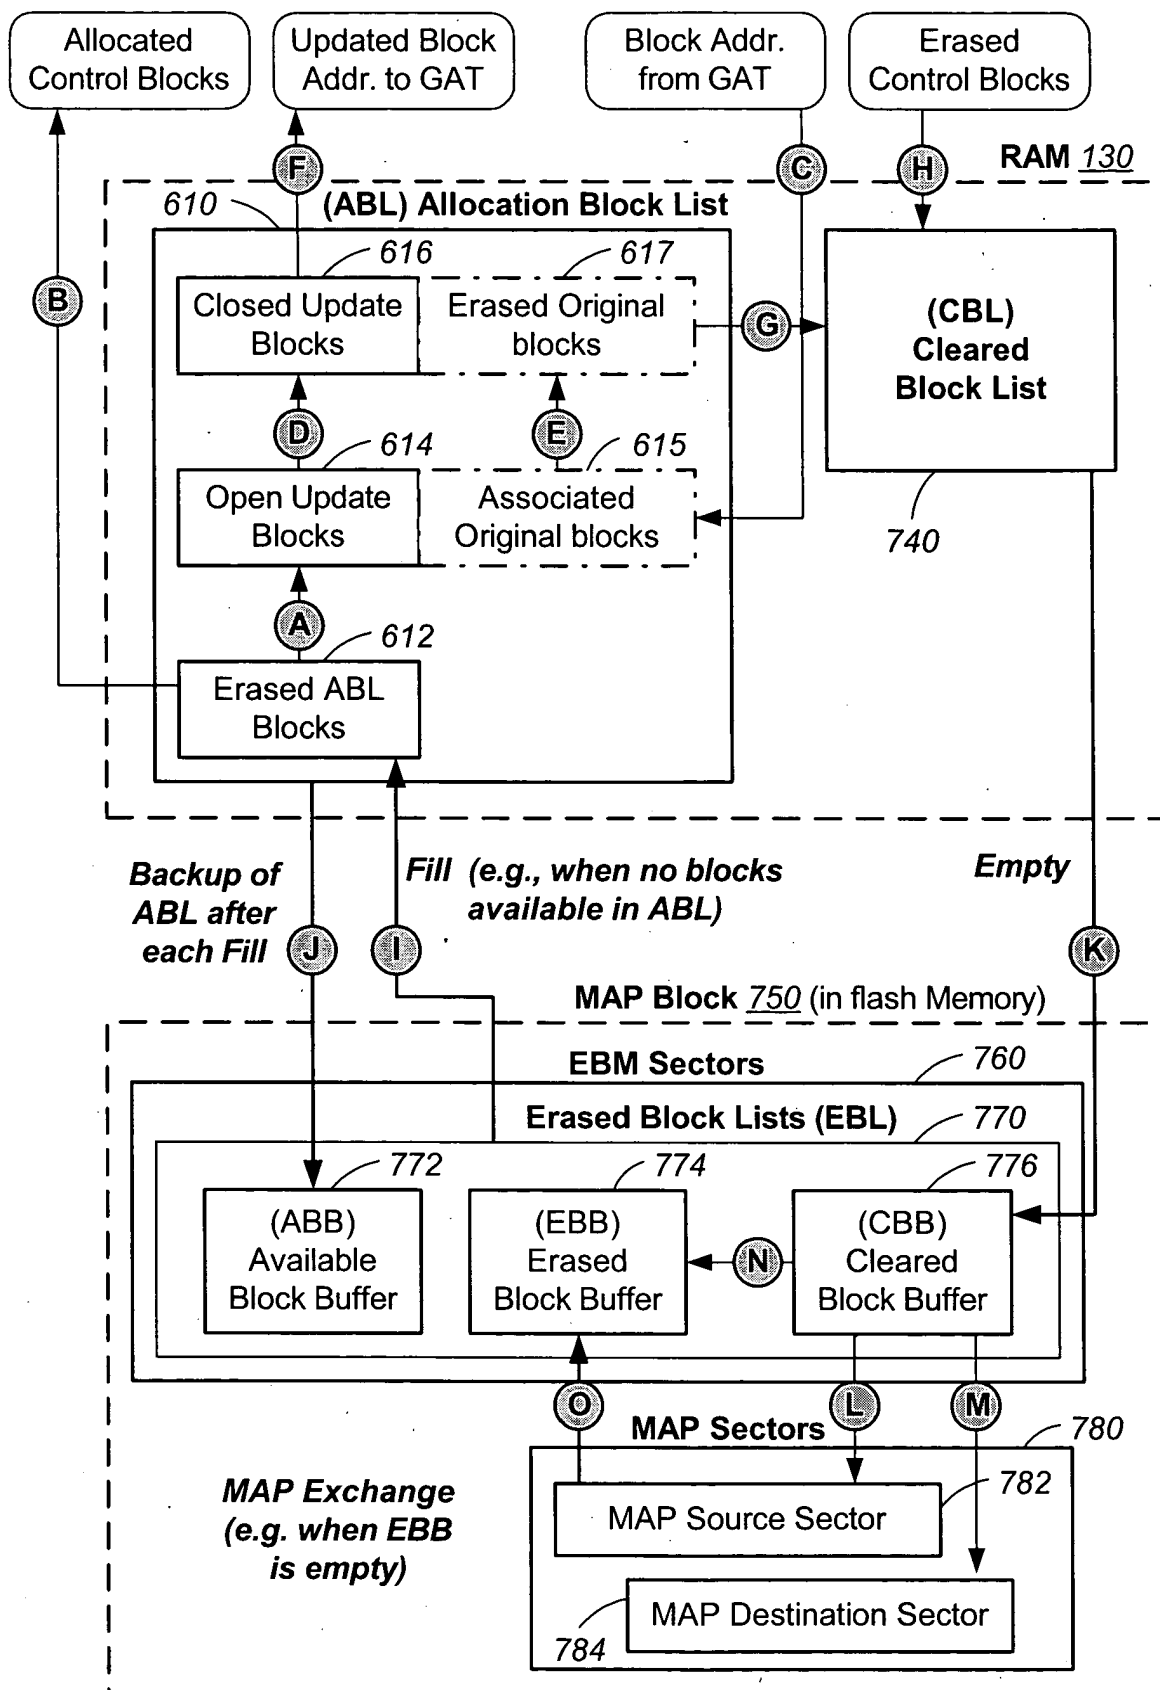 Allocated
Control Blocks
Updated Block
Addr. to GAT
Block Addr.
from GAT
Erased
Control Blocks
F
C
H
RAM 130
610
(ABL) Allocation Block List
616
617
B
Closed Update
Blocks
Erased Original
blocks
G
(CBL)
Cleared
Block List
D
E
614
615
Open Update
Blocks
Associated
Original blocks
740
A
612
Erased ABL
Blocks
Backup of
ABL after
each Fill
Fill (e.g., when no blocks
available in ABL)
Empty
J
I
K
MAP Block 750 (in flash Memory)
EBM Sectors
760
Erased Block Lists (EBL)
770
772
774
776
(ABB)
Available
Block Buffer
(EBB)
Erased
Block Buffer
N
(CBB)
Cleared
Block Buffer
O
L
M
MAP Sectors
780
MAP Exchange
(e.g. when EBB
is empty)
782
MAP Source Sector
MAP Destination Sector
784